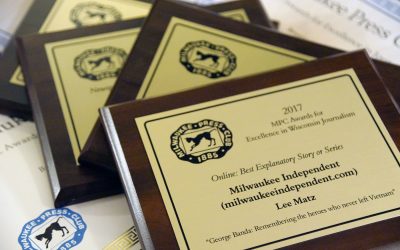 2017
MPC Awards for
Excellence in Wisconsin Journalism
Online: Best Explanatory Story or Series
Milwaukee Independent
(milwaukeeindependent.com)
Lee Matz
"George Banda: Remembering the heroes who never left Vietnam"
MILWAUKEE PRESS CLUB
1885